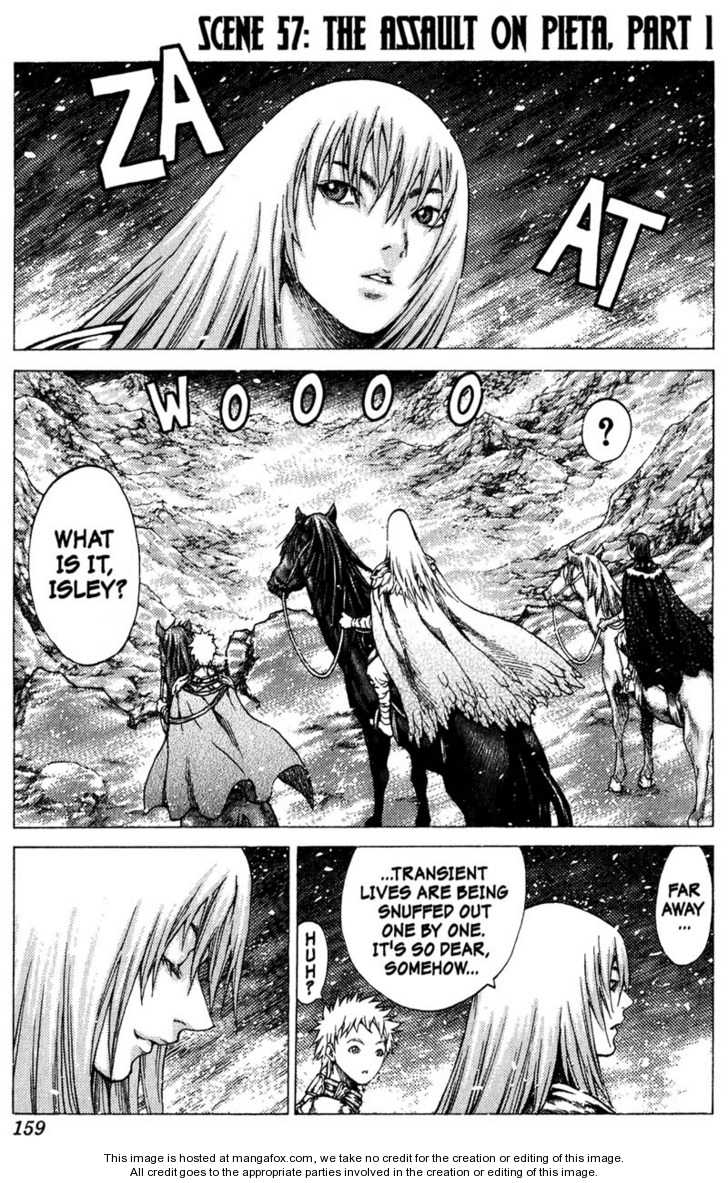 SCENE 57: THE ASSAULT ON PIETA, PART 1
ZA
AT
WOOOO
?
WHAT
IS IT,
ISLEY?
FAR
AWAY
...
...TRANSIENT
LIVES ARE BEING
SNUFFED OUT
ONE BY ONE.
IT'S SO DEAR,
SOMEHOW...
HUH?
159
This image is hosted at mangafox.com, we take no credit for the creation or editing of this image.
All credit goes to the appropriate parties involved in the creation or editing of this image.